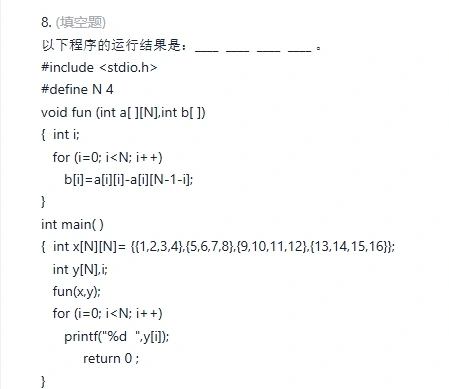 8. (填空题)
以下程序的运行结果是：____ ____ ____ ____ 。
#include <stdio.h>
#define N 4
void fun (int a[ ][N],int b[ ])
{ int i;
for (i=0; i<N; i++)
b[i]=a[i][i]-a[i][N-1-i];
}
int main( )
{ int x[N][N]= {{1,2,3,4},{5,6,7,8},{9,10,11,12},{13,14,15,16}};
int y[N],i;
fun(x,y);
for (i=0; i<N; i++)
printf("%d ",y[i]);
return 0 ;
}